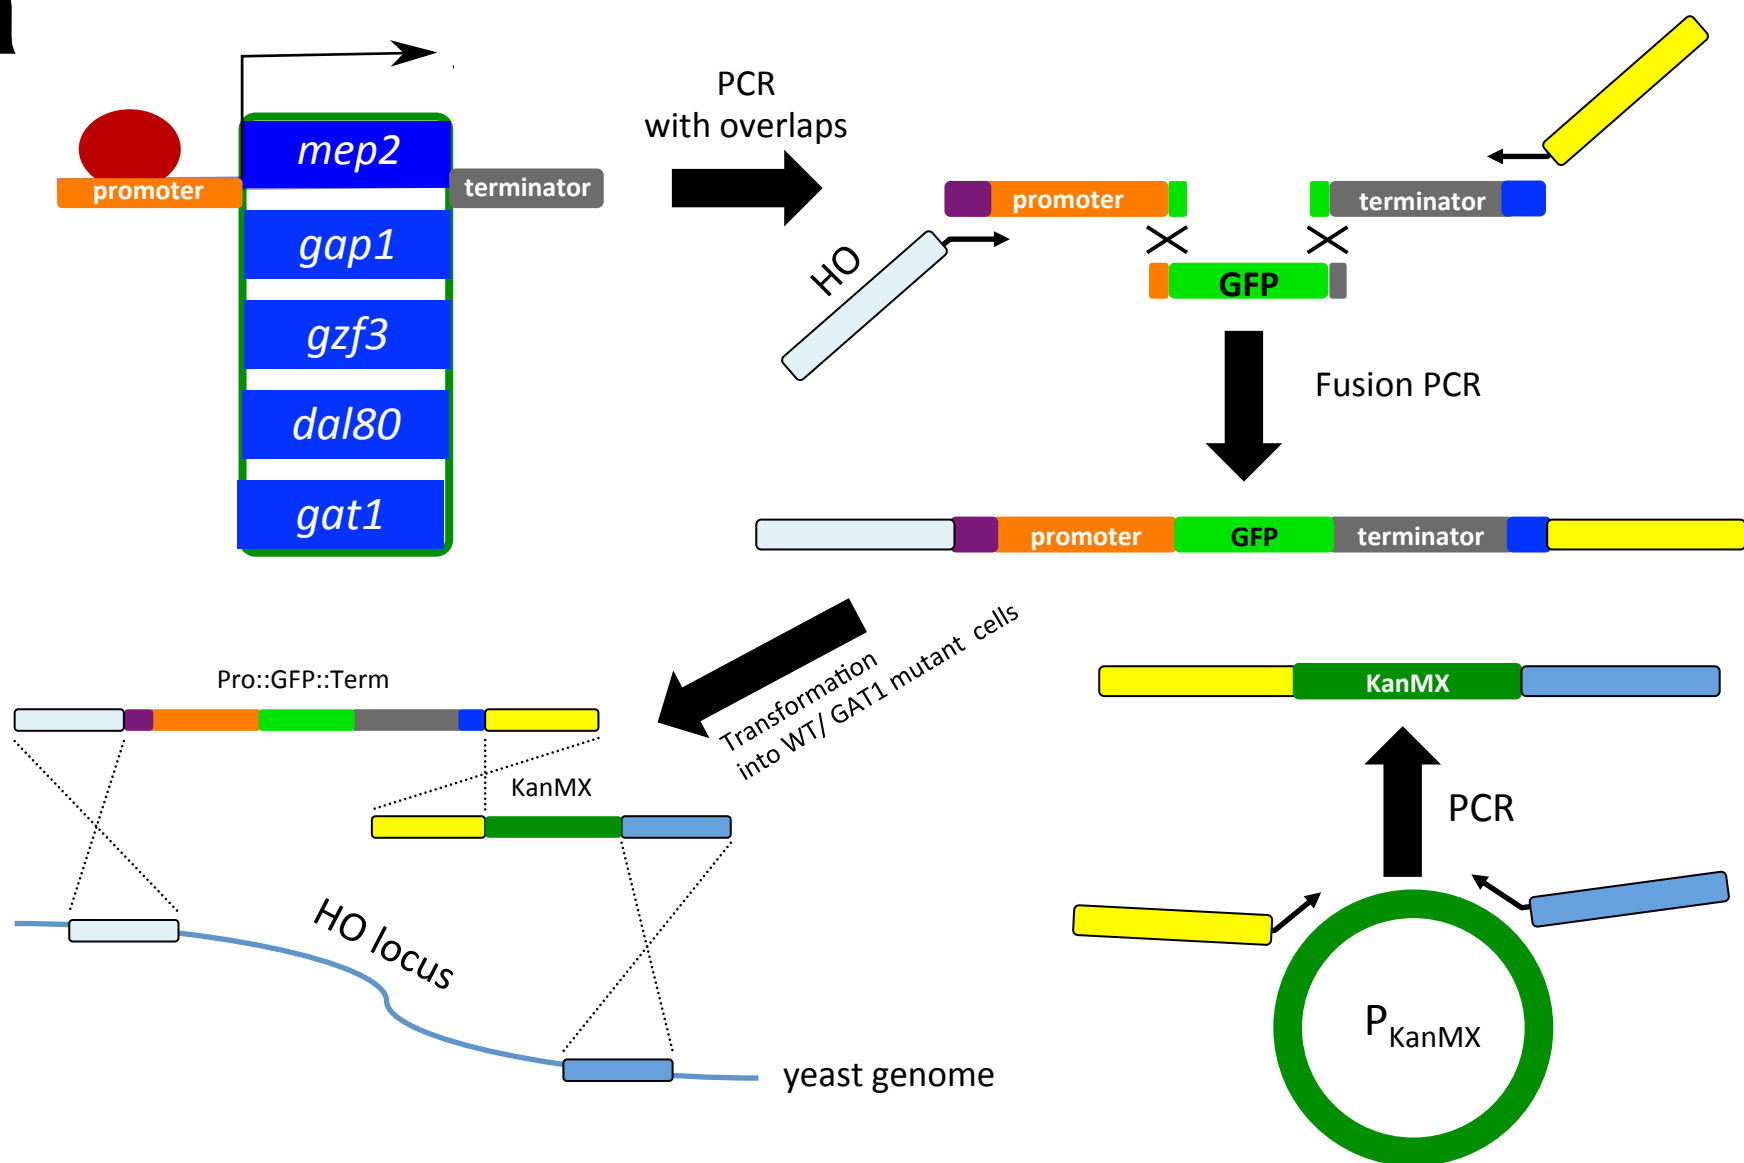 mep2
promoter
terminator
gap1
gzf3
dal80
gat1
PCR
with overlaps
promoter
terminator
HO
GFP
Fusion PCR
promoter
GFP
terminator
Transformation
into WT/ GAT1 mutant cells
Pro::GFP::Term
KanMX
HO locus
yeast genome
KanMX
PCR
PKanMX